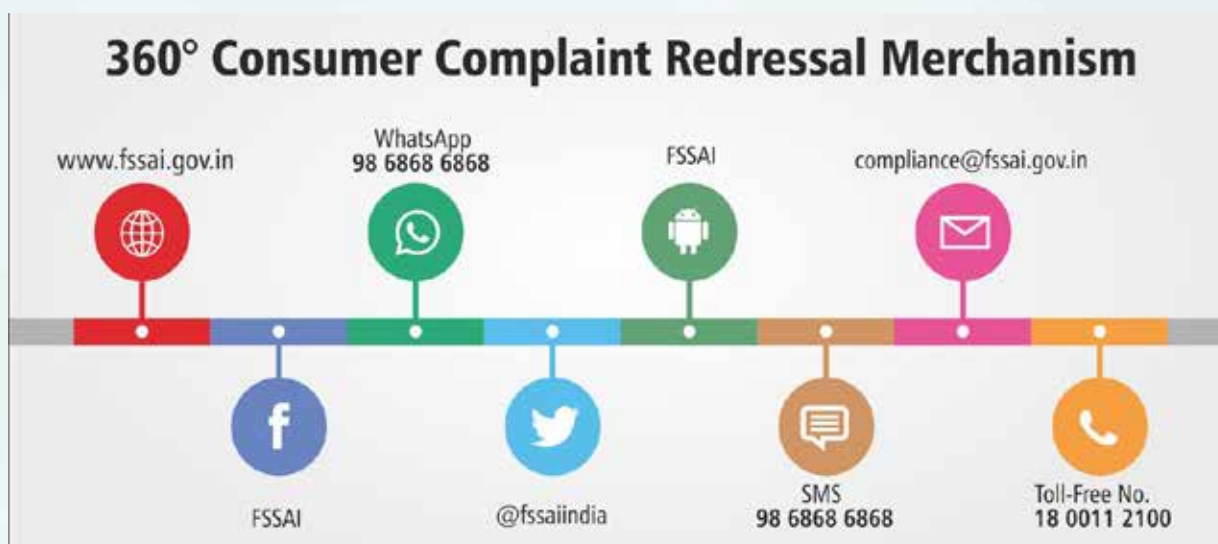 360° Consumer Complaint Redressal Merchanism
www.fssai.gov.in
WhatsApp
98 6868 6868
FSSAI
compliance@fssai.gov.in
FSSAI
@fssaiindia
SMS
98 6868 6868
Toll-Free No.
18 0011 2100